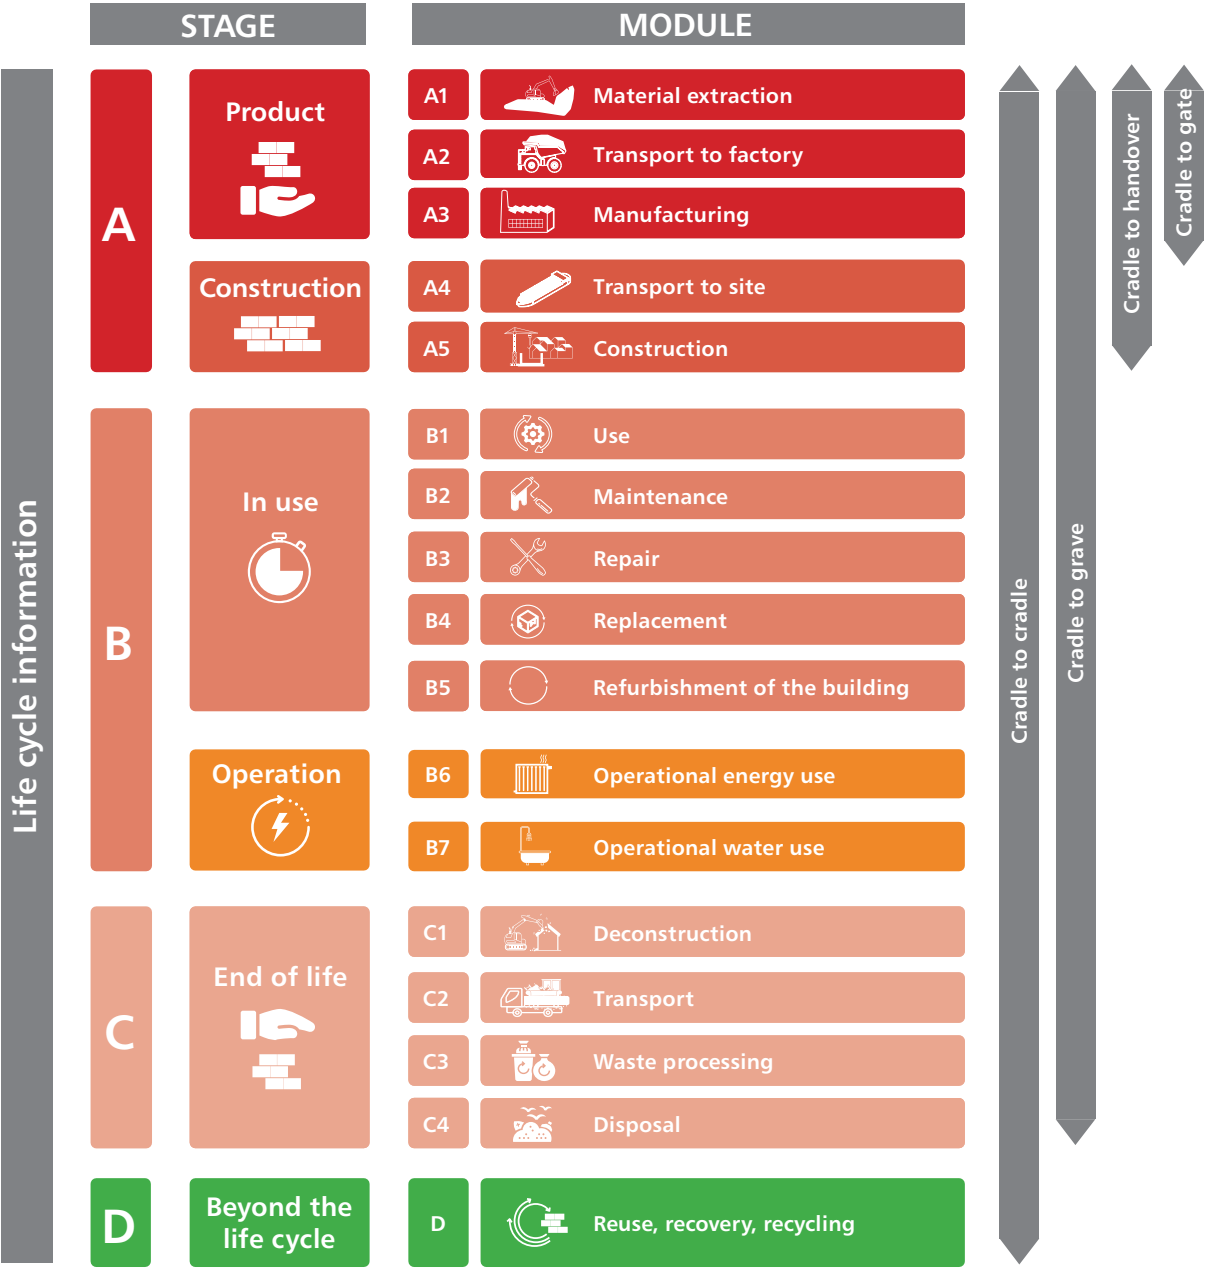 STAGE
MODULE
Life cycle information
A
Product
A1
Material extraction
A2
Transport to factory
A3
Manufacturing
Construction
A4
Transport to site
A5
Construction
B
In use
B1
Use
B2
Maintenance
B3
Repair
B4
Replacement
B5
Refurbishment of the building
Operation
B6
Operational energy use
B7
Operational water use
C
End of life
C1
Deconstruction
C2
Transport
C3
Waste processing
C4
Disposal
D
Beyond the
life cycle
D
Reuse, recovery, recycling
Cradle to cradle
Cradle to grave
Cradle to handover
Cradle to gate